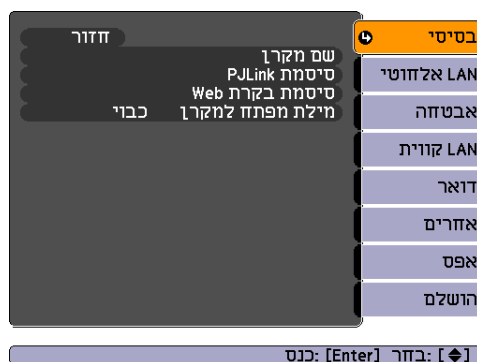 בסיסי
LAN אלחוטי
אבטחה
LAN קווית
דואר
אחרים
אפס
הושלם
חזור
שם מקרן
סיסמת PJLink
סיסמת בקרת Web
מילת מפתח למקרן כבוי
[◆] :בחר [Enter] :כנס